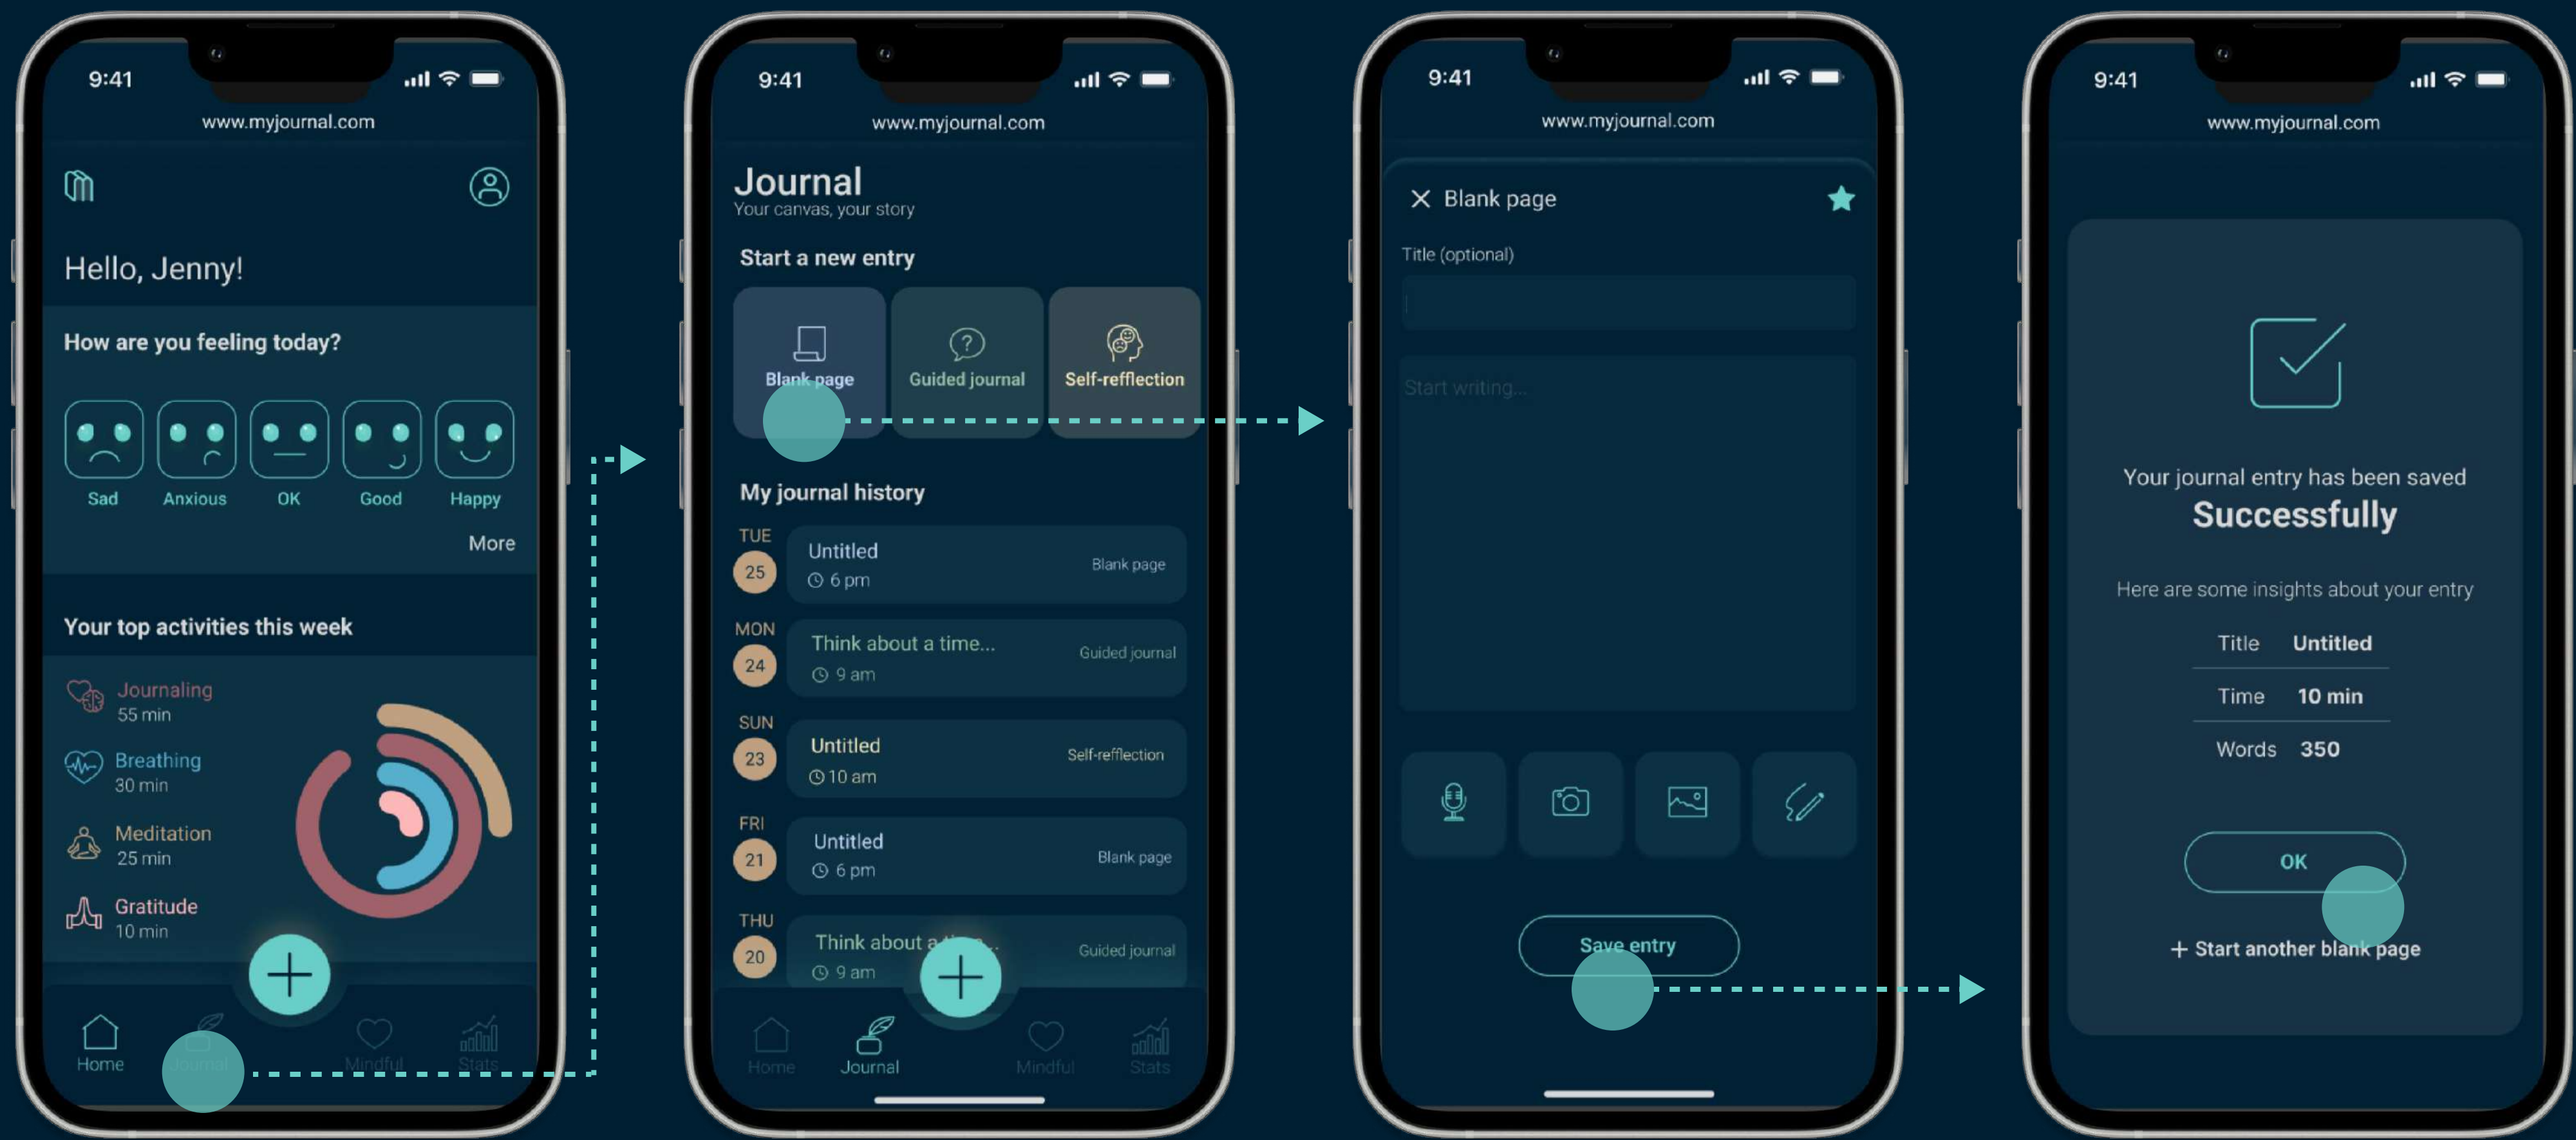 9:41
www.myjournal.com
Hello, Jenny!
How are you feeling today?
Sad
Anxious
OK
Good
Happy
More
Your top activities this week
Journaling
55 min
Breathing
30 min
Meditation
25 min
Gratitude
10 min
Home
Journal
Mindful
Stats
9:41
www.myjournal.com
Journal
Your canvas, your story
Start a new entry
Blank page
Guided journal
Self-refflection
My journal history
TUE
25
Untitled
6 pm
Blank page
MON
24
Think about a time...
9 am
Guided journal
SUN
23
Untitled
10 am
Self-refflection
FRI
21
Untitled
6 pm
Blank page
THU
20
Think about a time...
9 am
Guided journal
Home
Journal
Mindful
Stats
9:41
www.myjournal.com
Blank page
Title (optional)
Start writing...
Save entry
9:41
www.myjournal.com
Your journal entry has been saved
Successfully
Here are some insights about your entry
Title Untitled
Time 10 min
Words 350
OK
+ Start another blank page